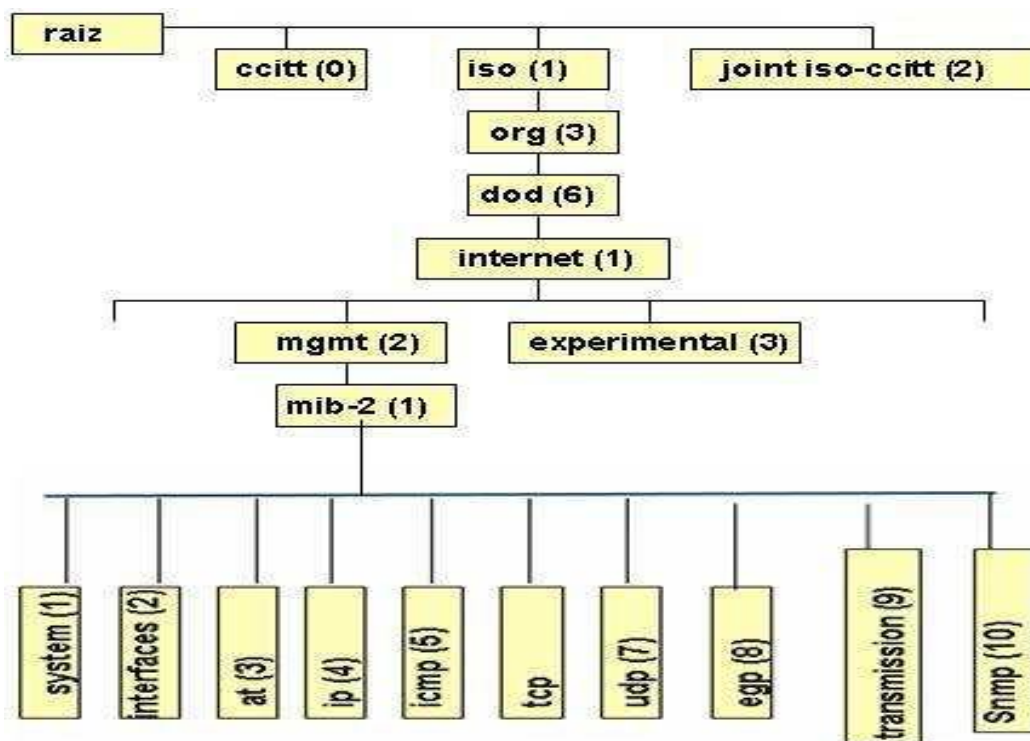 raiz
ccitt (0)
iso (1)
joint iso-ccitt (2)
org (3)
dod (6)
internet (1)
mgmt (2)
experimental (3)
mib-2 (1)
system (1)
interfaces (2)
at (3)
ip (4)
icmp (5)
tcp
udp (7)
egp (8)
transmission (9)
Snmp (10)